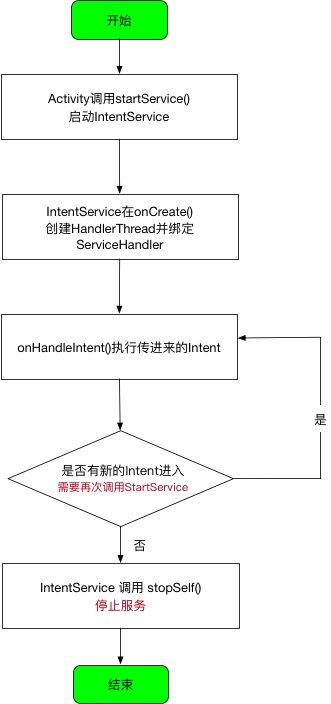 开始
Activity调用startService()
启动IntentService
IntentService在onCreate()
创建HandlerThread并绑定
ServiceHandler
onHandleIntent()执行传进来的Intent
是
是否有新的Intent进入
需要再次调用StartService
否
IntentService 调用 stopSelf()
停止服务
结束